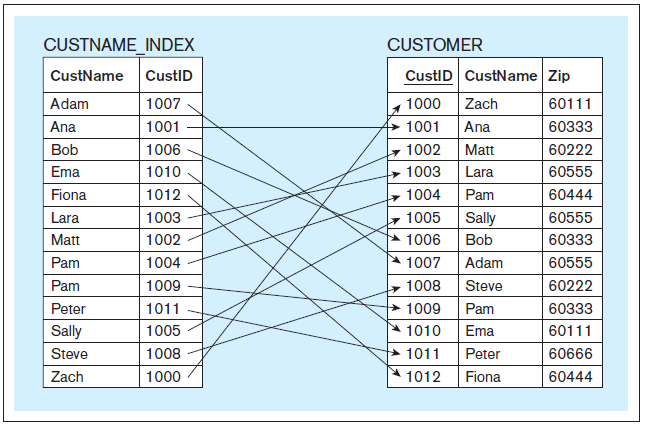 CUSTNAME_INDEX CUSTOMER
CustName CustID CustID CustName Zip
Adam 1007 1000 Zach 60111
Ana 1001 1001 Ana 60333
Bob 1006 1002 Matt 60222
Ema 1010 1003 Lara 60555
Fiona 1012 1004 Pam 60444
Lara 1003 1005 Sally 60555
Matt 1002 1006 Bob 60333
Pam 1004 1007 Adam 60555
Pam 1009 1008 Steve 60222
Peter 1011 1009 Pam 60333
Sally 1005 1010 Ema 60111
Steve 1008 1011 Peter 60666
Zach 1000 1012 Fiona 60444